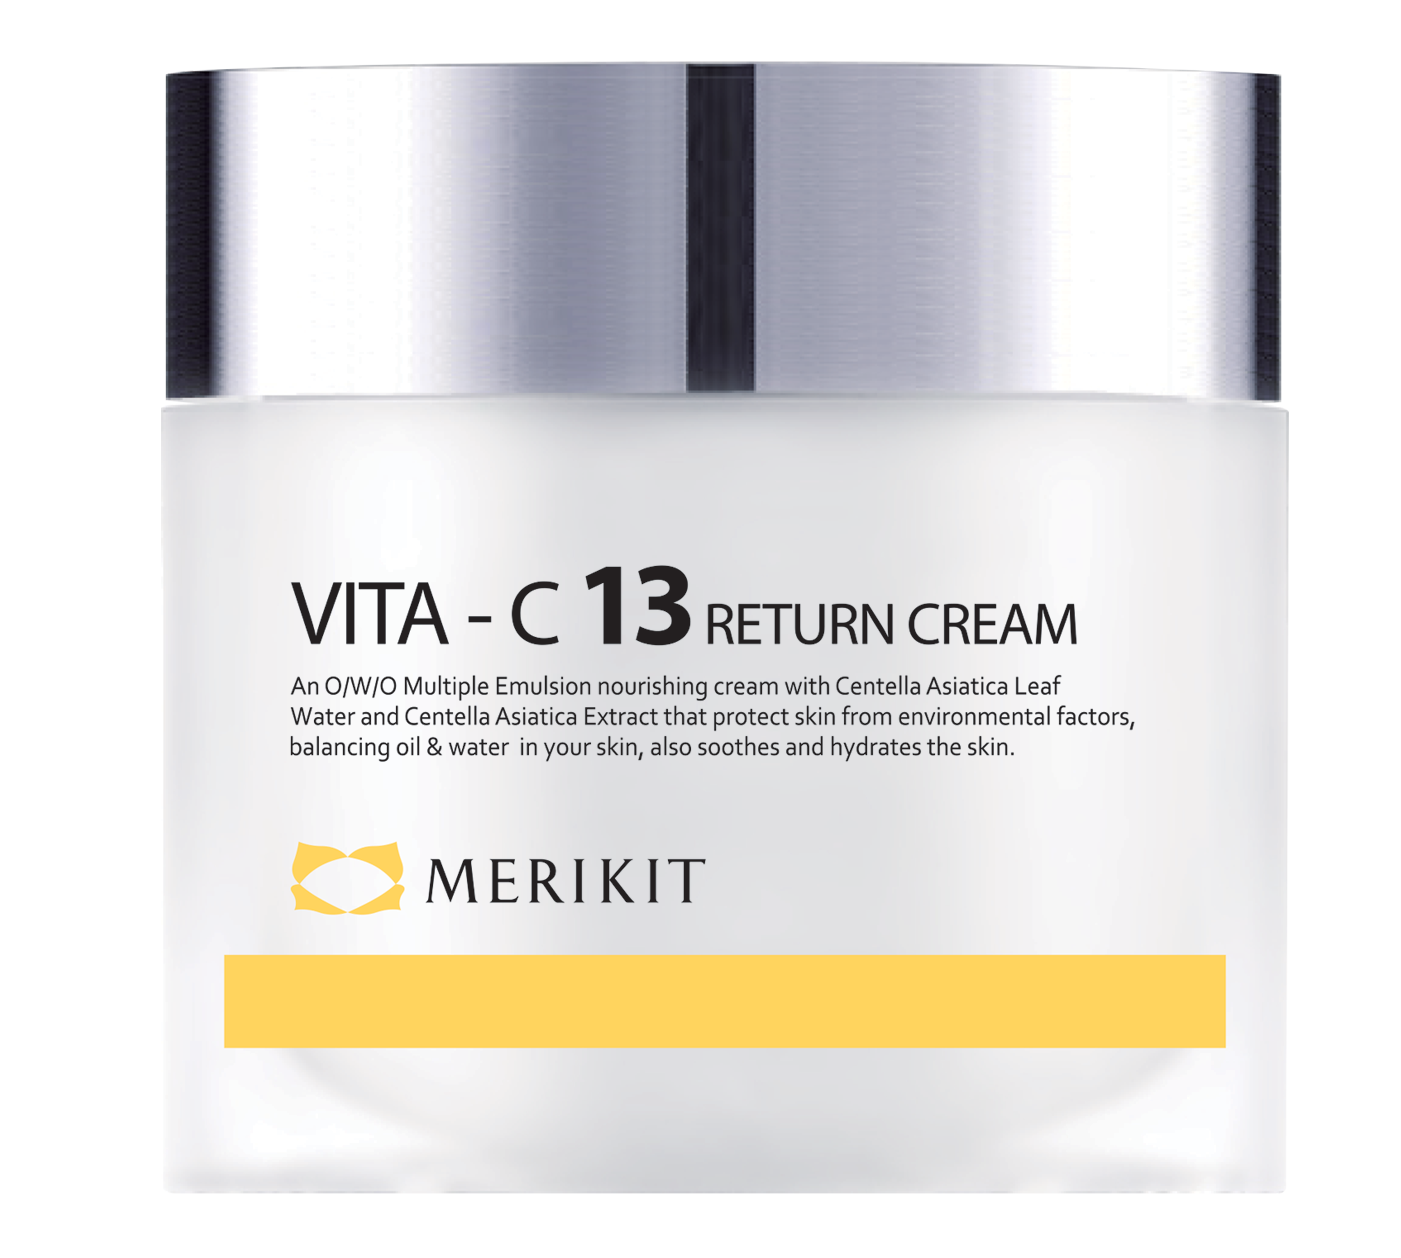 VITA - C 13 RETURN CREAM
An O/W/O Multiple Emulsion nourishing cream with Centella Asiatica Leaf
Water and Centella Asiatica Extract that protect skin from environmental factors,
balancing oil & water in your skin, also soothes and hydrates the skin.
MERIKIT